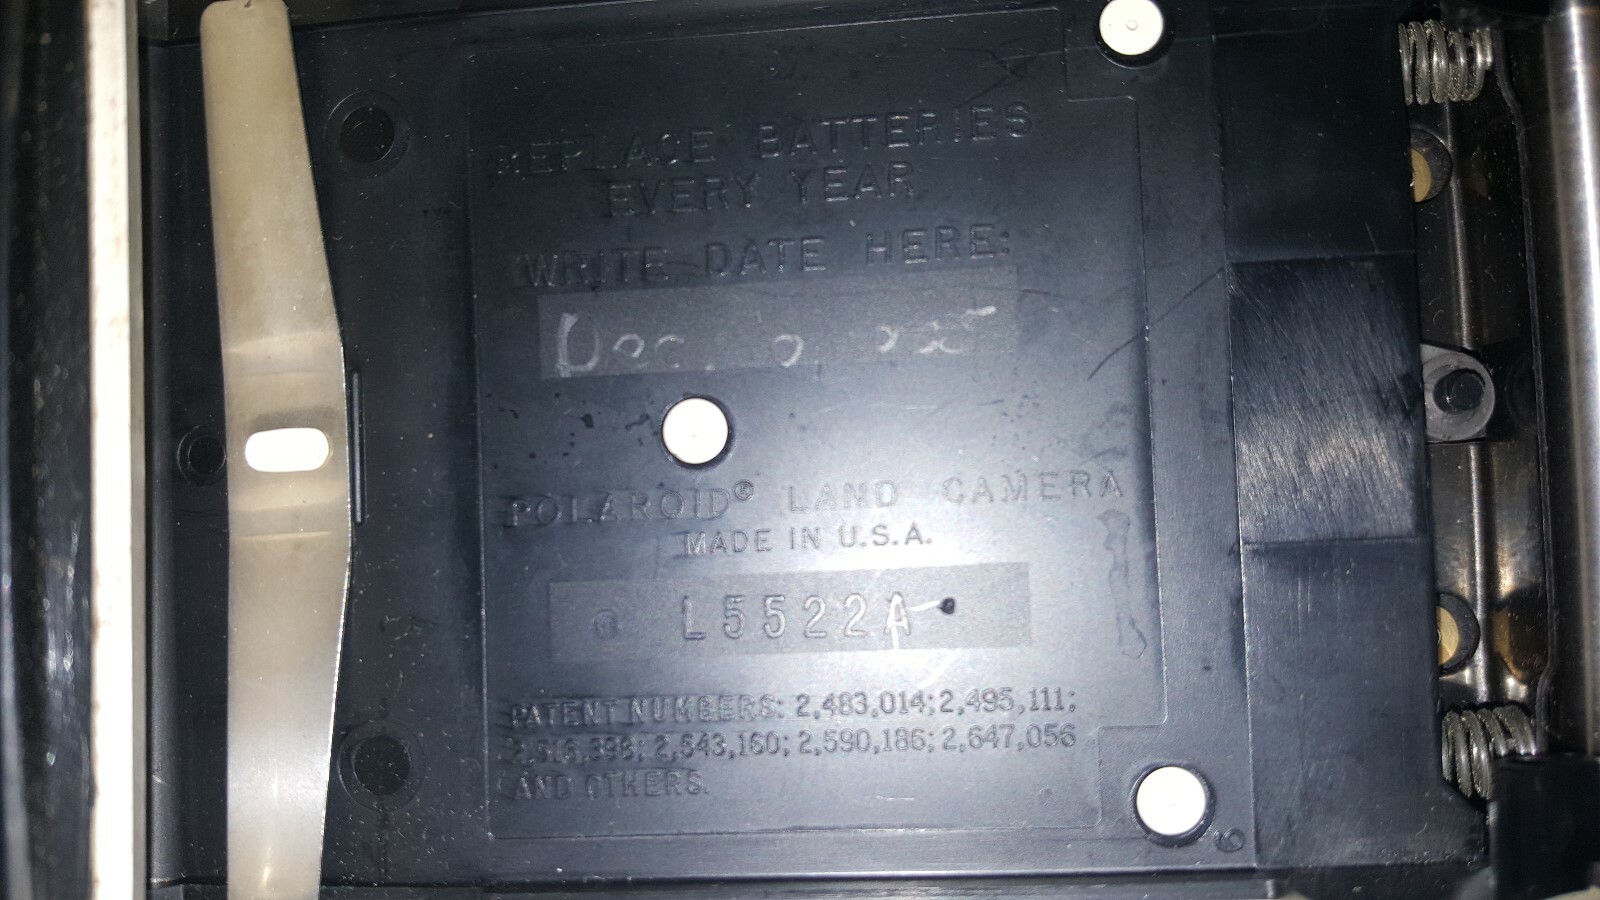 REPLACE BATTERIES
EVERY YEAR
WRITE DATE HERE:
Dec.
POLAROID® LAND CAMERA
MADE IN U.S.A.
L5522A
PATENT NUMBERS: 2,483,014; 2,495,111;
2,543,160; 2,590,186; 2,647,056
AND OTHERS.